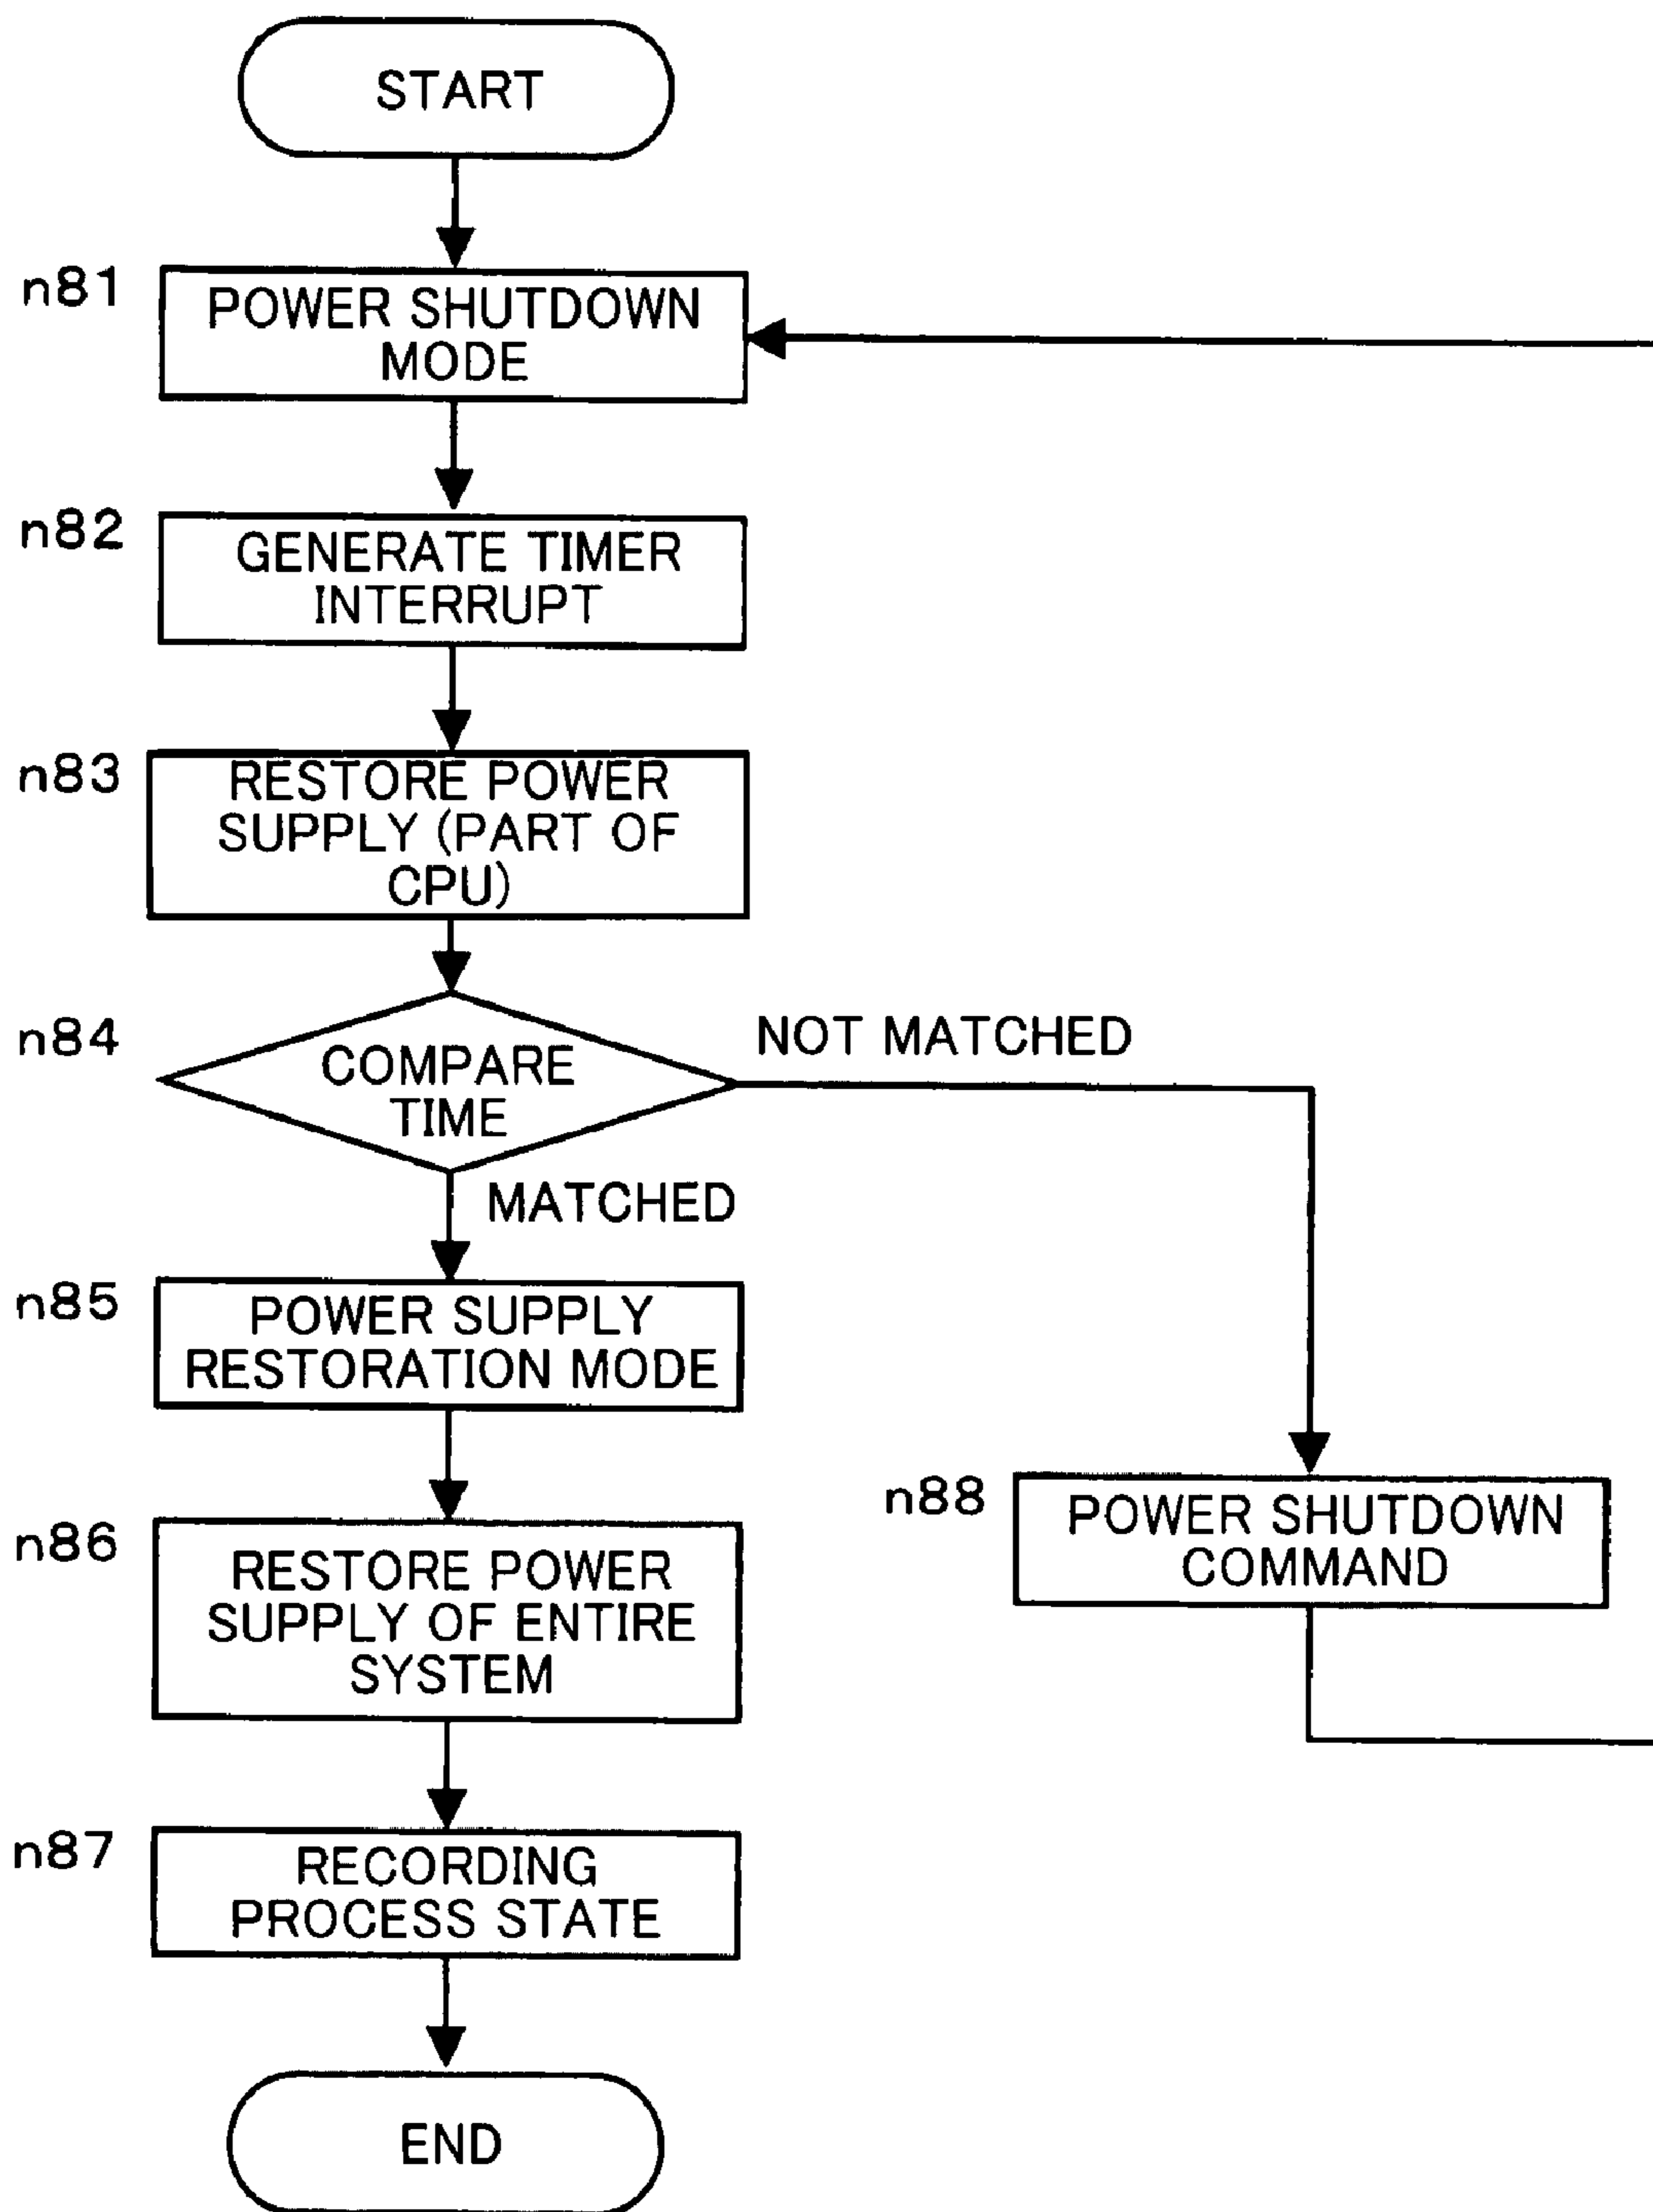 START
n81
POWER SHUTDOWN
MODE
n82
GENERATE TIMER
INTERRUPT
n83
RESTORE POWER
SUPPLY (PART OF
CPU)
n84
COMPARE
TIME
NOT MATCHED
MATCHED
n85
POWER SUPPLY
RESTORATION MODE
n88
POWER SHUTDOWN
COMMAND
n86
RESTORE POWER
SUPPLY OF ENTIRE
SYSTEM
n87
RECORDING
PROCESS STATE
END